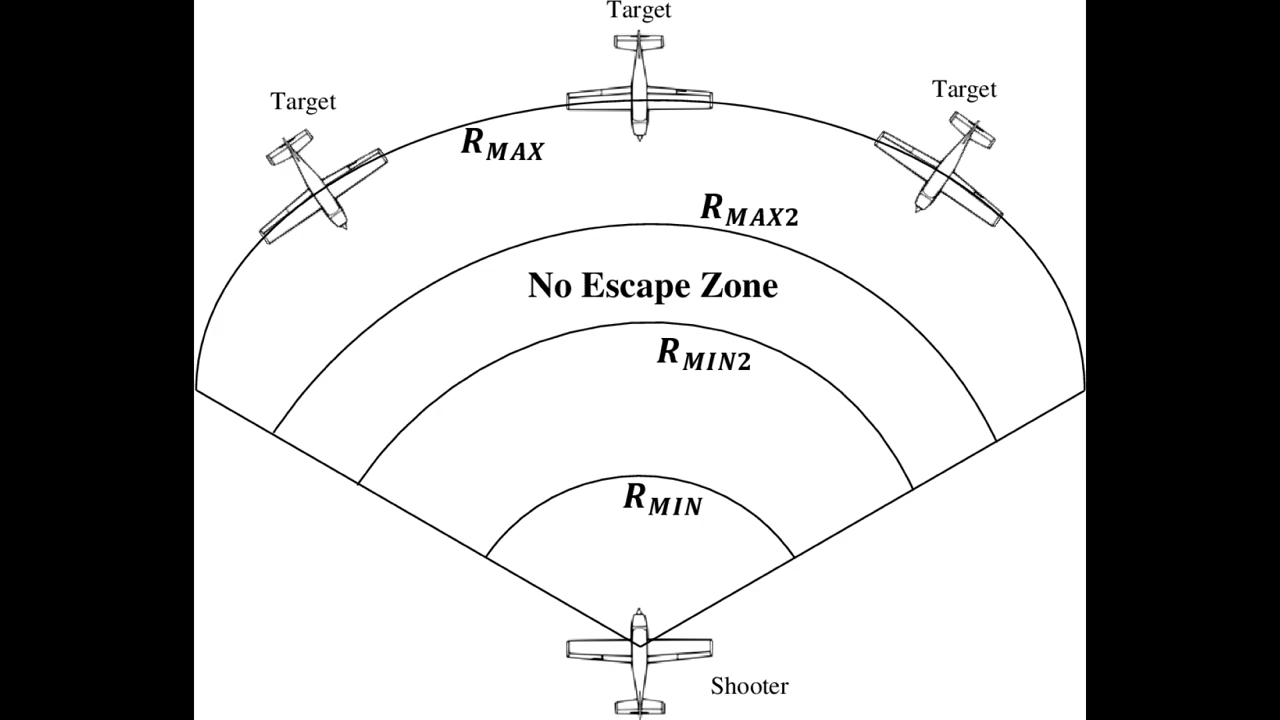 Target
Target
Target
R_MAX
R_MAX2
No Escape Zone
R_MIN2
R_MIN
Shooter